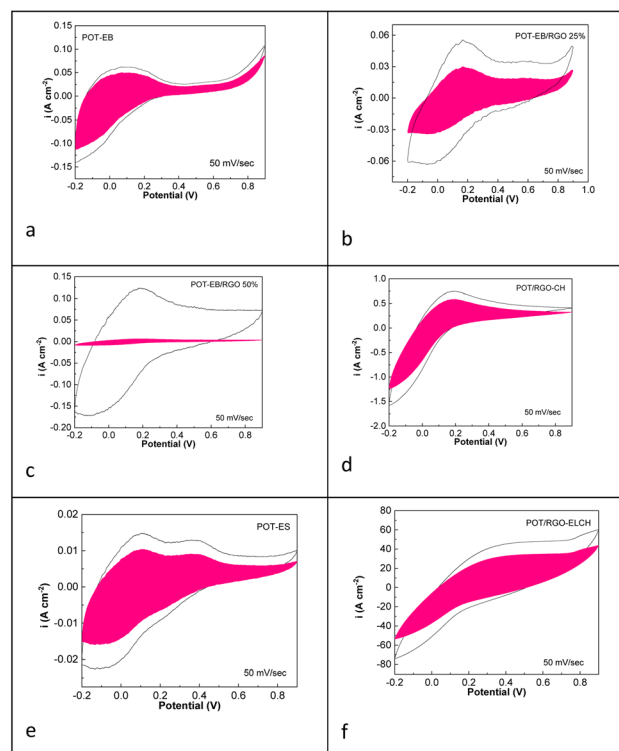 POT-EB
0.15
0.10
0.05
0.00
-0.05
-0.10
-0.15
i (A cm⁻²)
50 mV/sec
-0.2 0.0 0.2 0.4 0.6 0.8
Potential (V)
a
POT-EB/RGO 25%
0.06
0.03
0.00
-0.03
-0.06
i (A cm⁻²)
50 mV/sec
-0.2 0.0 0.2 0.4 0.6 0.8 1.0
Potential (V)
b
POT-EB/RGO 50%
0.15
0.10
0.05
0.00
-0.05
-0.10
-0.15
-0.20
i (A cm⁻²)
50 mV/sec
-0.2 0.0 0.2 0.4 0.6 0.8
Potential (V)
c
POT/RGO-CH
1.0
0.5
0.0
-0.5
-1.0
-1.5
-2.0
i (A cm⁻²)
50 mV/sec
-0.2 0.0 0.2 0.4 0.6 0.8
Potential (V)
d
POT-ES
0.02
0.01
0.00
-0.01
-0.02
i (A cm⁻²)
50 mV/sec
-0.2 0.0 0.2 0.4 0.6 0.8
Potential (V)
e
POT/RGO-ELCH
80
60
40
20
0
-20
-40
-60
-80
i (A cm⁻²)
50 mV/sec
-0.2 0.0 0.2 0.4 0.6 0.8
Potential (V)
f